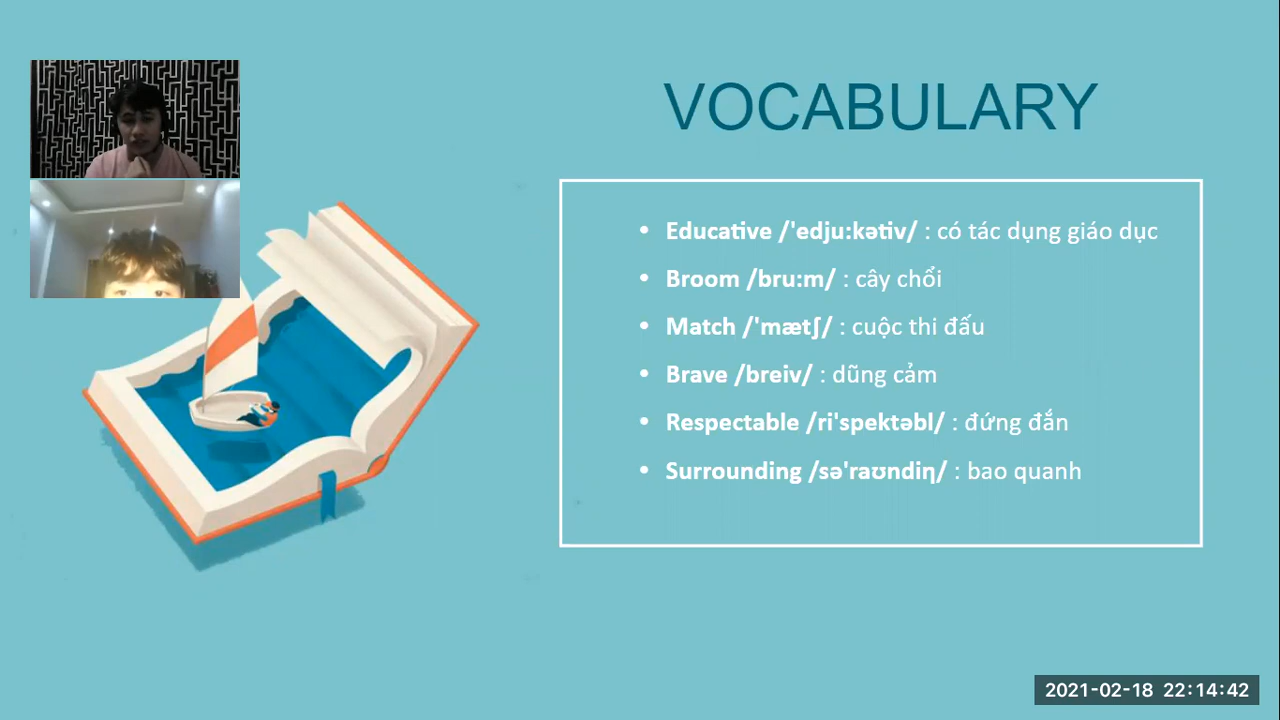 VOCABULARY
• Educative /'edju:kətiv/ : có tác dụng giáo dục
• Broom /bru:m/ : cây chổi
• Match /'mætʃ/ : cuộc thi đấu
• Brave /breiv/ : dũng cảm
• Respectable /ri'spektəbl/ : đứng đắn
• Surrounding /sə'raʊndiη/ : bao quanh
2021-02-18 22:14:42